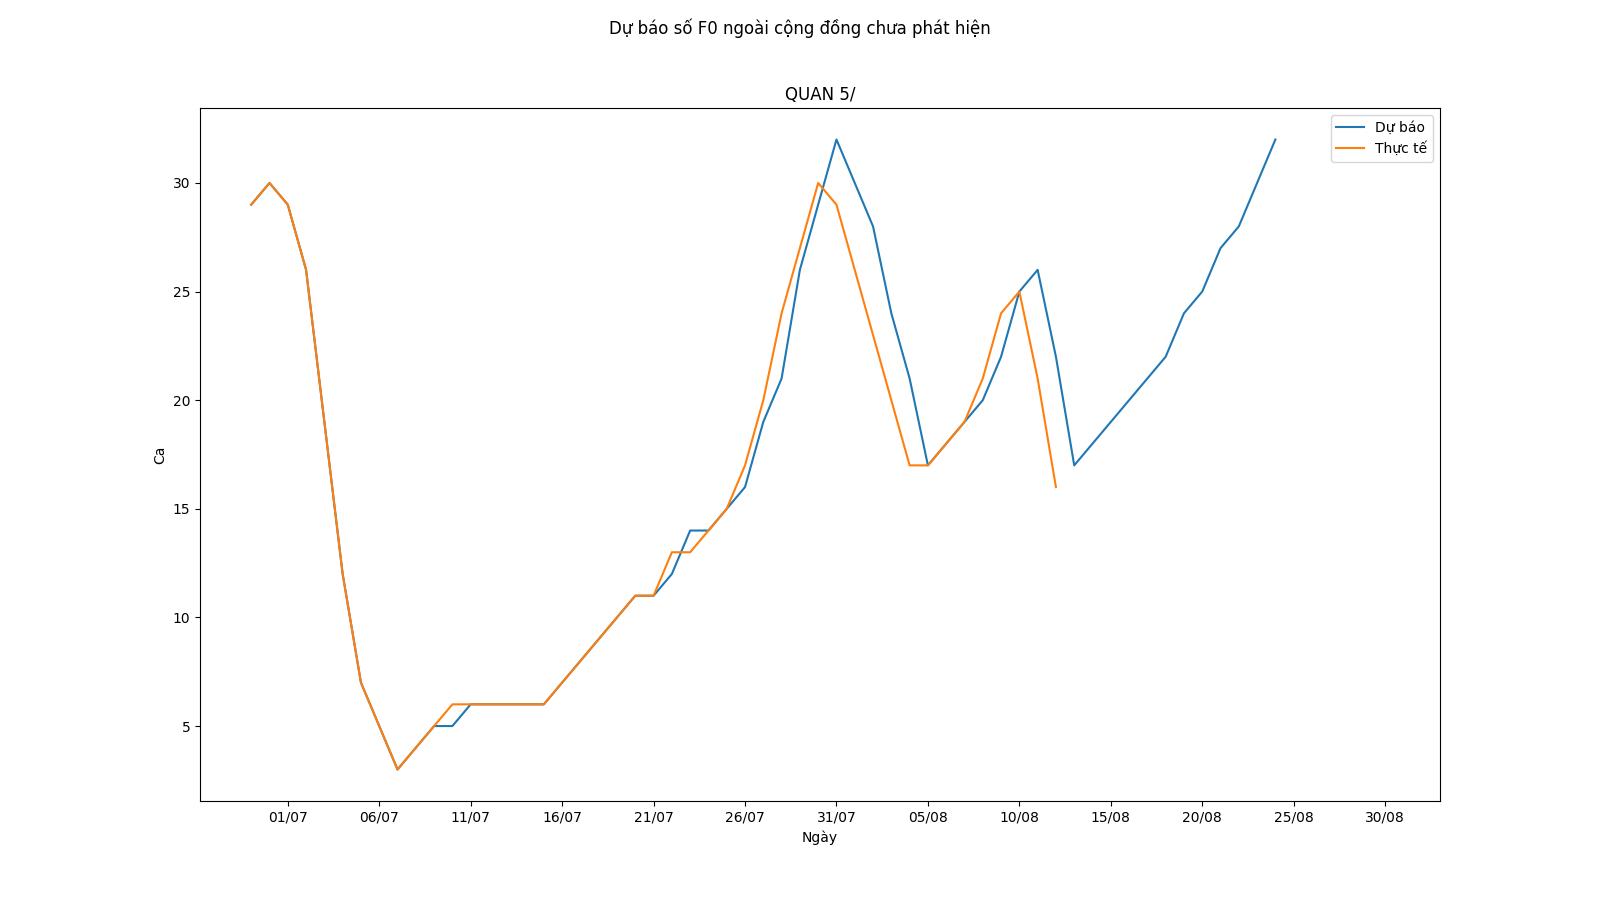 Dự báo số F0 ngoài cộng đồng chưa phát hiện
QUAN 5/
Dự báo
Thực tế
30
25
20
15
10
5
Ca
01/07 06/07 11/07 16/07 21/07 26/07 31/07 05/08 10/08 15/08 20/08 25/08 30/08
Ngày